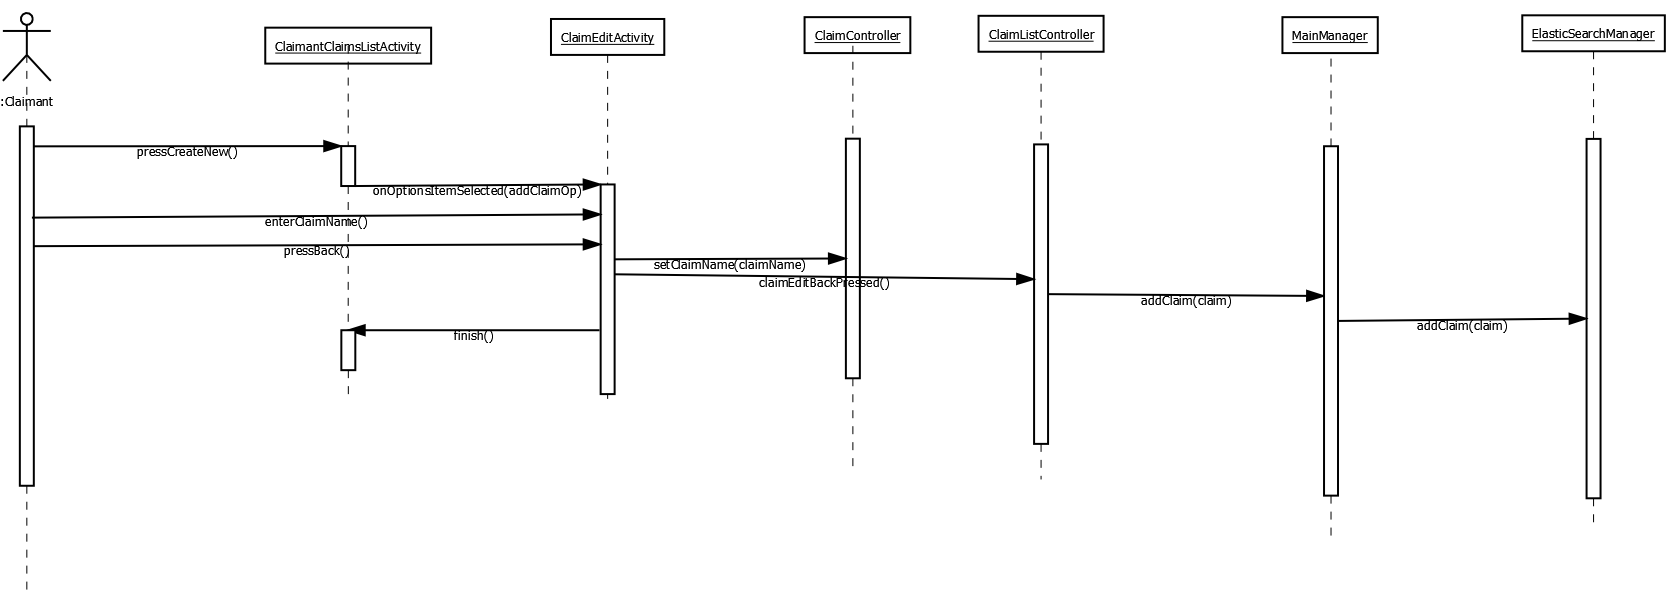 :Claimant
ClaimantClaimsListActivity
ClaimEditActivity
ClaimController
ClaimListController
MainManager
ElasticSearchManager
pressCreateNew()
onOptionsItemSelected(addClaimOp)
enterClaimName()
pressBack()
setClaimName(claimName)
claimEditBackPressed()
addClaim(claim)
addClaim(claim)
finish()